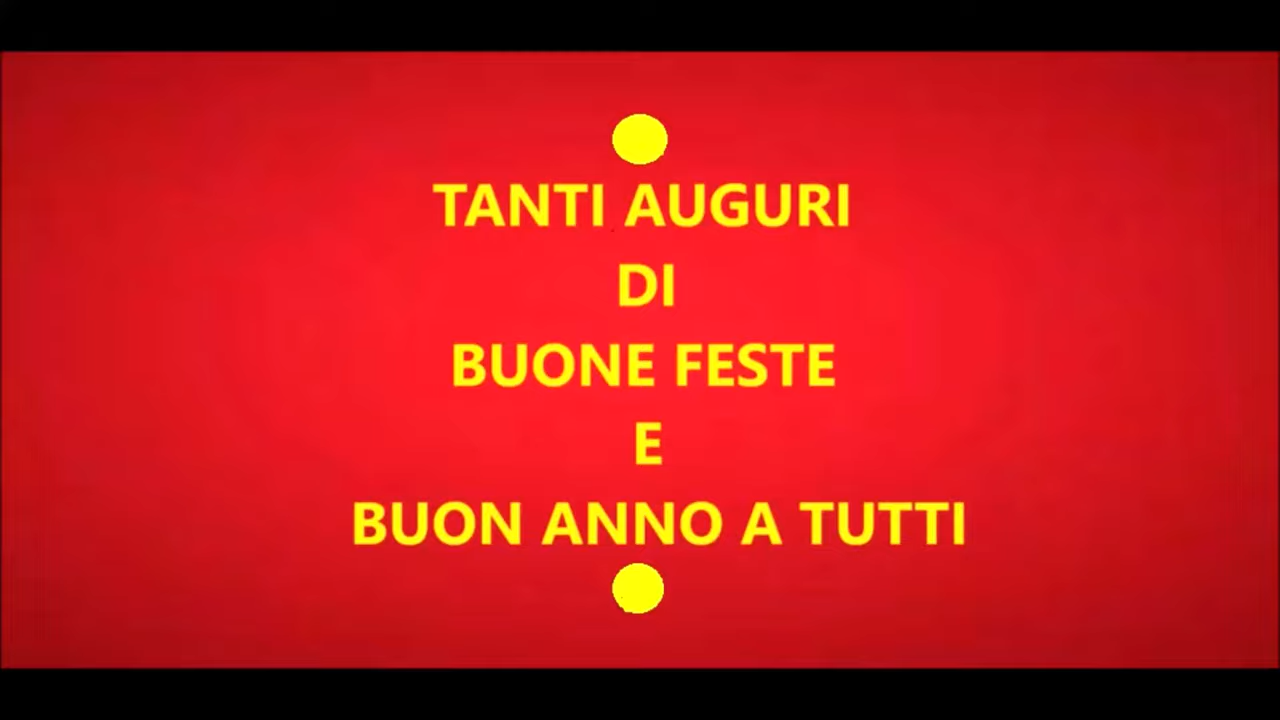 TANTI AUGURI
DI
BUONE FESTE
E
BUON ANNO A TUTTI